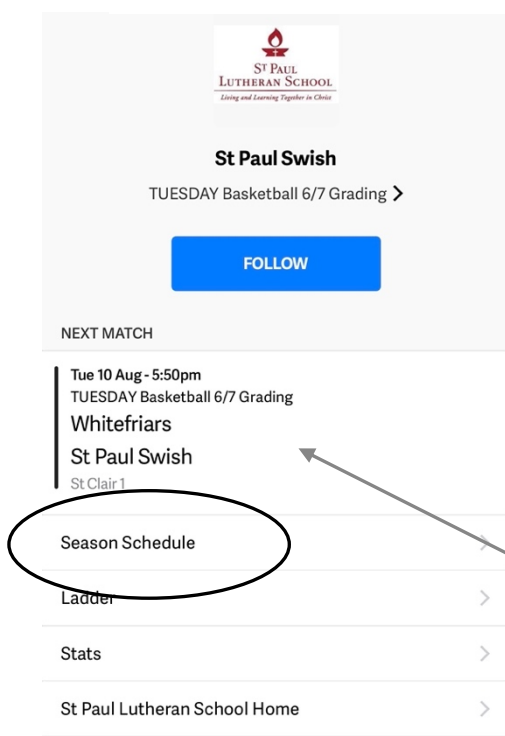 ST PAUL
LUTHERAN SCHOOL
Living and Learning Together in Christ
St Paul Swish
TUESDAY Basketball 6/7 Grading
FOLLOW
NEXT MATCH
Tue 10 Aug - 5:50pm
TUESDAY Basketball 6/7 Grading
Whitefriars
St Paul Swish
St Clair 1
Season Schedule
Ladder
Stats
St Paul Lutheran School Home